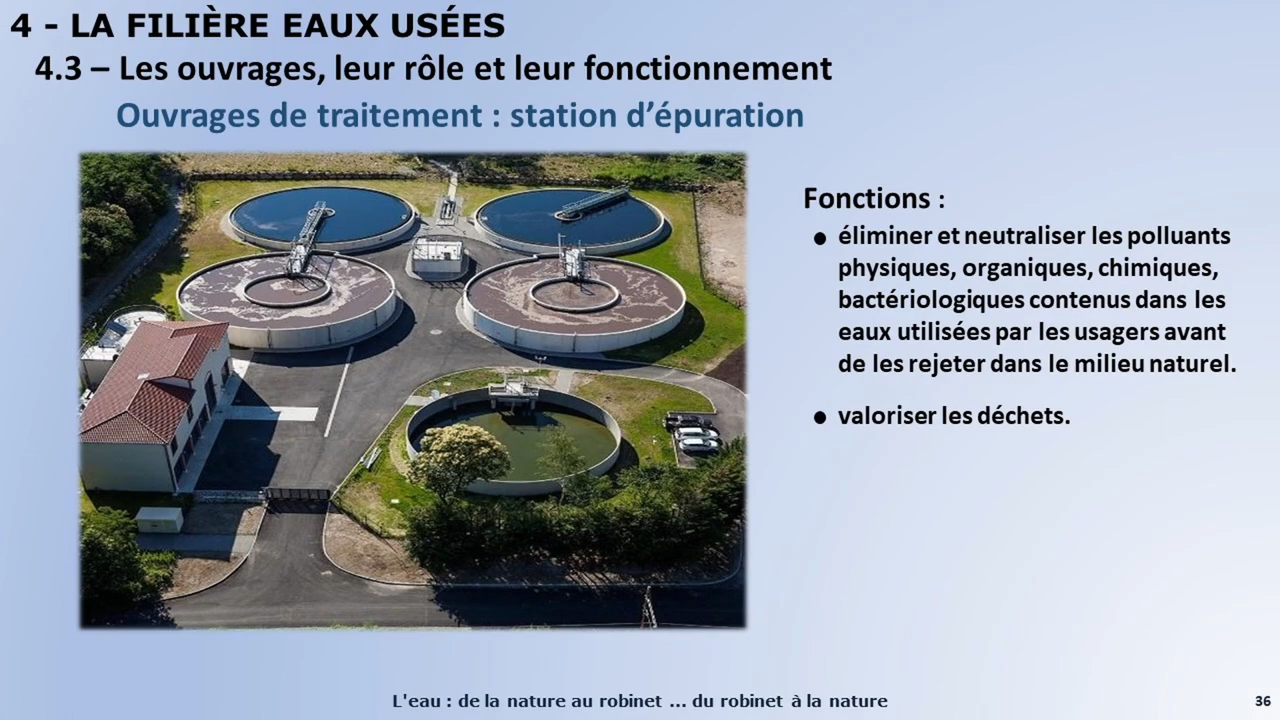 4 - LA FILIÈRE EAUX USÉES
4.3 – Les ouvrages, leur rôle et leur fonctionnement
Ouvrages de traitement : station d’épuration
Fonctions :
● éliminer et neutraliser les polluants
physiques, organiques, chimiques,
bactériologiques contenus dans les
eaux utilisées par les usagers avant
de les rejeter dans le milieu naturel.
● valoriser les déchets.
L'eau : de la nature au robinet ... du robinet à la nature
36